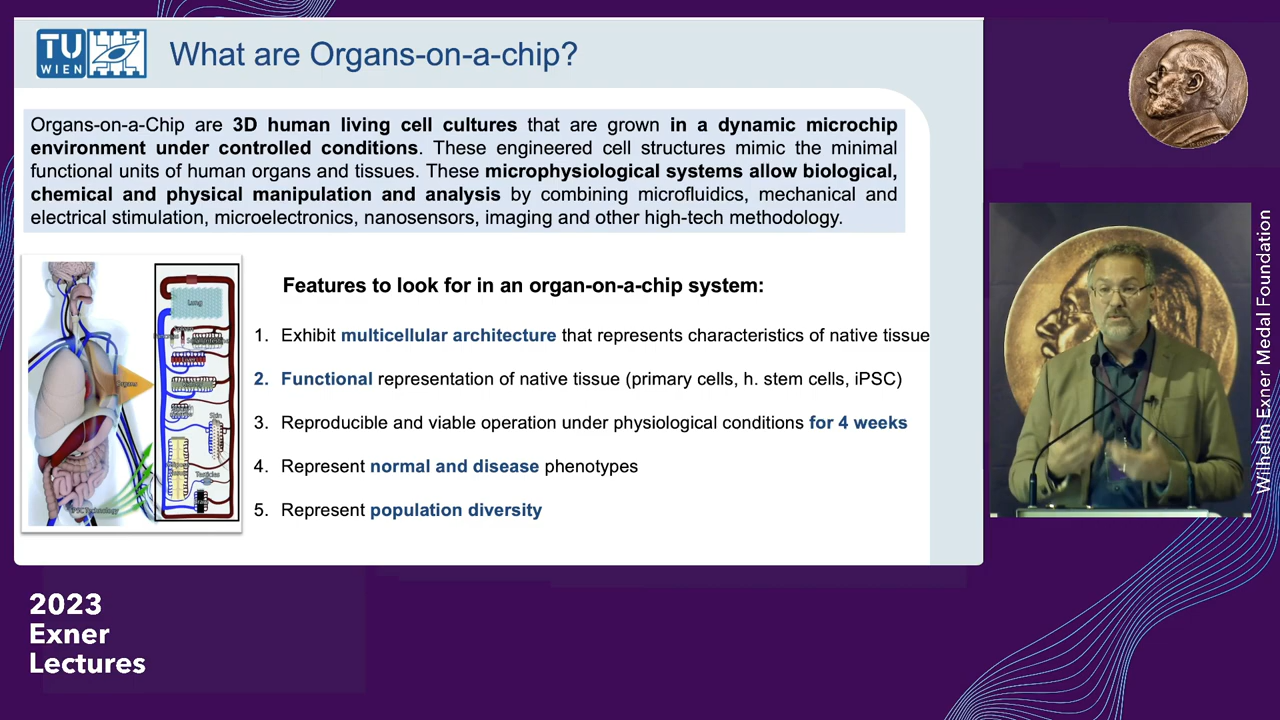 TU
WIEN
What are Organs-on-a-chip?
Organs-on-a-Chip are 3D human living cell cultures that are grown in a dynamic microchip
environment under controlled conditions. These engineered cell structures mimic the minimal
functional units of human organs and tissues. These microphysiological systems allow biological,
chemical and physical manipulation and analysis by combining microfluidics, mechanical and
electrical stimulation, microelectronics, nanosensors, imaging and other high-tech methodology.
Features to look for in an organ-on-a-chip system:
1. Exhibit multicellular architecture that represents characteristics of native tissue
2. Functional representation of native tissue (primary cells, h. stem cells, iPSC)
3. Reproducible and viable operation under physiological conditions for 4 weeks
4. Represent normal and disease phenotypes
5. Represent population diversity
Lung
Organs
Skin
Testicles
iPSC Technology
Wilhelm Exner Medal Foundation
2023
Exner
Lectures